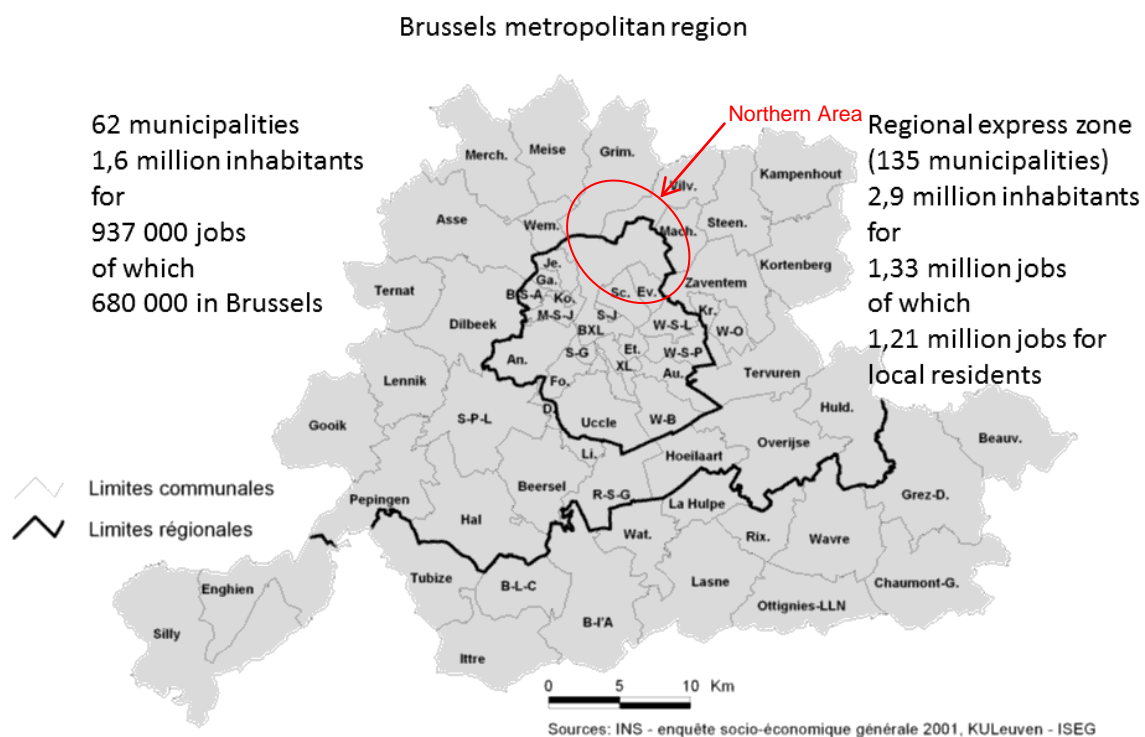 Brussels metropolitan region
62 municipalities
1,6 million inhabitants
for
937 000 jobs
of which
680 000 in Brussels
Northern Area
Regional express zone
(135 municipalities)
2,9 million inhabitants
for
1,33 million jobs
of which
1,21 million jobs for
local residents
Merch.
Meise
Grim.
Vilv.
Kampenhout
Asse
Wem.
Mach.
Steen.
Je.
Kortenberg
Ga.
Zaventem
Ternat
B-S-A
Ko.
Sc.
Ev.
Kr.
M-S-J
S-J
Dilbeek
BXL
W-S-L
W-O
An.
S-G
Et.
W-S-P
XL
Au.
Tervuren
Lennik
Fo.
Huld.
D.
Gooik
S-P-L
Uccle
W-B
Overijse
Beauv.
Li.
Hoeilaart
Limites communales
Beersel
R-S-G
Pepingen
La Hulpe
Grez-D.
Limites régionales
Hal
Wat.
Rix.
Wavre
Tubize
B-L-C
Lasne
Chaumont-G.
Enghien
Ottignies-LLN
Silly
B-l'A
Ittre
0 5 10 Km
Sources: INS - enquête socio-économique générale 2001, KULeuven - ISEG